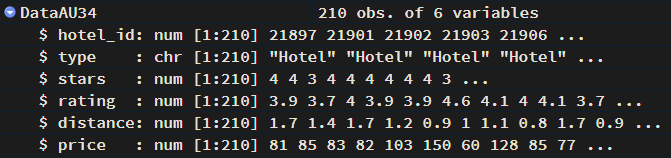 DataAU34 210 obs. of 6 variables
$ hotel_id: num [1:210] 21897 21901 21902 21903 21906 ...
$ type : chr [1:210] "Hotel" "Hotel" "Hotel" "Hotel" ...
$ stars : num [1:210] 4 4 3 4 4 4 4 4 4 3 ...
$ rating : num [1:210] 3.9 3.7 4 3.9 3.9 4.6 4.1 4 4.1 3.7 ...
$ distance: num [1:210] 1.7 1.4 1.7 1.2 0.9 1 1.1 0.8 1.7 0.9 ...
$ price : num [1:210] 81 85 83 82 103 150 60 128 85 77 ...